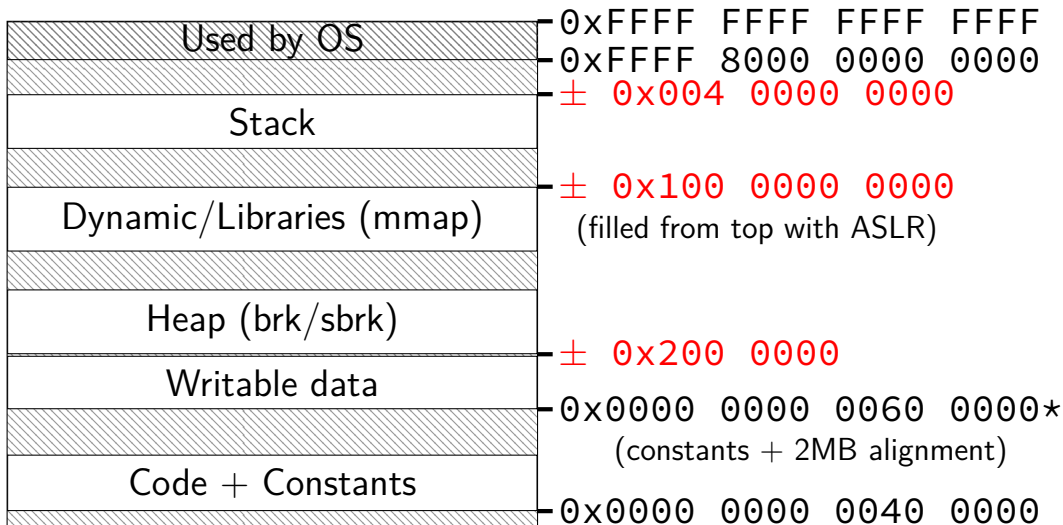 0xFFFF FFFF FFFF FFFF
Used by OS
0xFFFF 8000 0000 0000
± 0x004 0000 0000
Stack
± 0x100 0000 0000
Dynamic/Libraries (mmap)
(filled from top with ASLR)
Heap (brk/sbrk)
± 0x200 0000
Writable data
0x0000 0000 0060 0000*
(constants + 2MB alignment)
Code + Constants
0x0000 0000 0040 0000